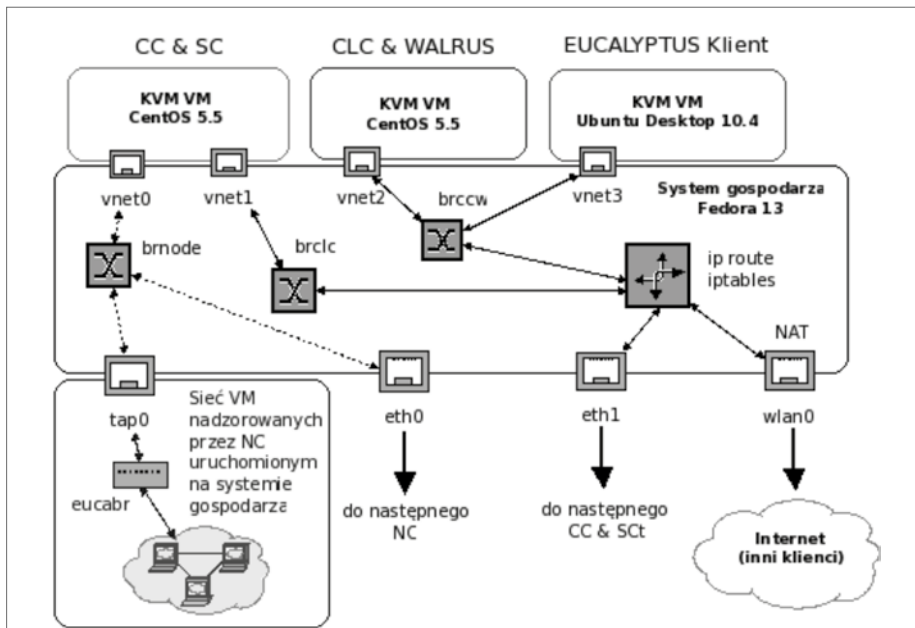 CC & SC
CLC & WALRUS
EUCALYPTUS Klient
KVM VM
CentOS 5.5
KVM VM
CentOS 5.5
KVM VM
Ubuntu Desktop 10.4
vnet0
vnet1
vnet2
brccw
vnet3
System gospodarza
Fedora 13
brnode
brclc
ip route
iptables
NAT
tap0
Sieć VM
nadzorowanych
przez NC
uruchomionym
na systemie
gospodarza
eucabr
eth0
eth1
wlan0
do następnego
NC
do następnego
CC & SCt
Internet
(inni klienci)